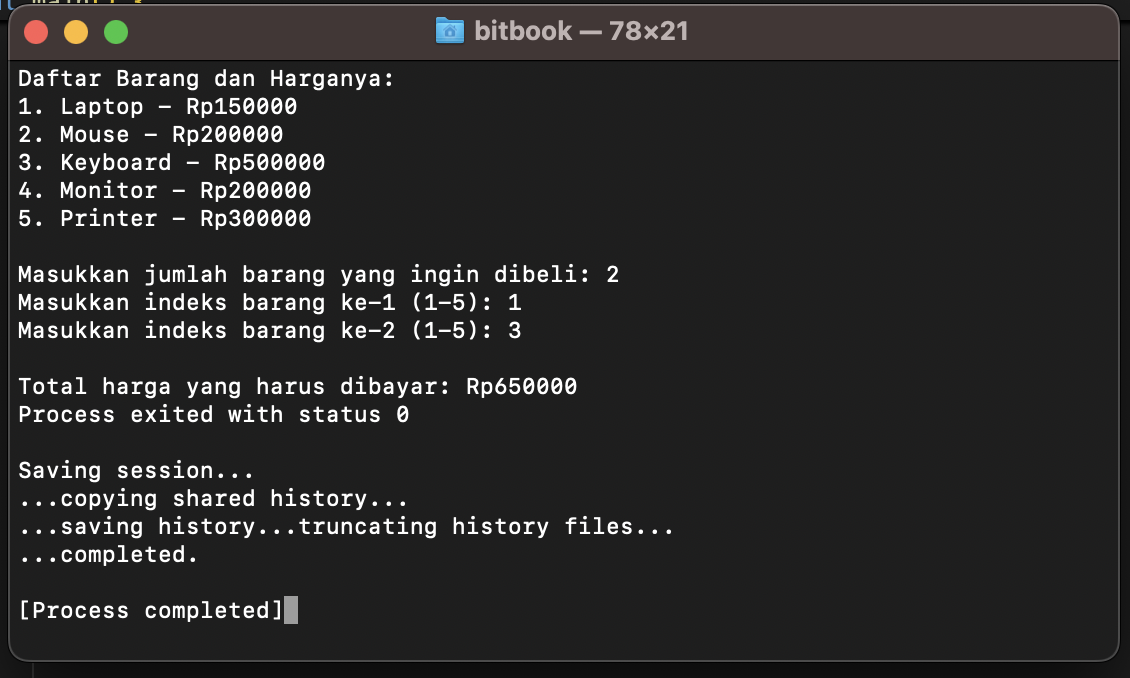 bitbook — 78×21
Daftar Barang dan Harganya:
1. Laptop - Rp150000
2. Mouse - Rp200000
3. Keyboard - Rp500000
4. Monitor - Rp200000
5. Printer - Rp300000
Masukkan jumlah barang yang ingin dibeli: 2
Masukkan indeks barang ke-1 (1-5): 1
Masukkan indeks barang ke-2 (1-5): 3
Total harga yang harus dibayar: Rp650000
Process exited with status 0
Saving session...
...copying shared history...
...saving history...truncating history files...
...completed.
[Process completed]